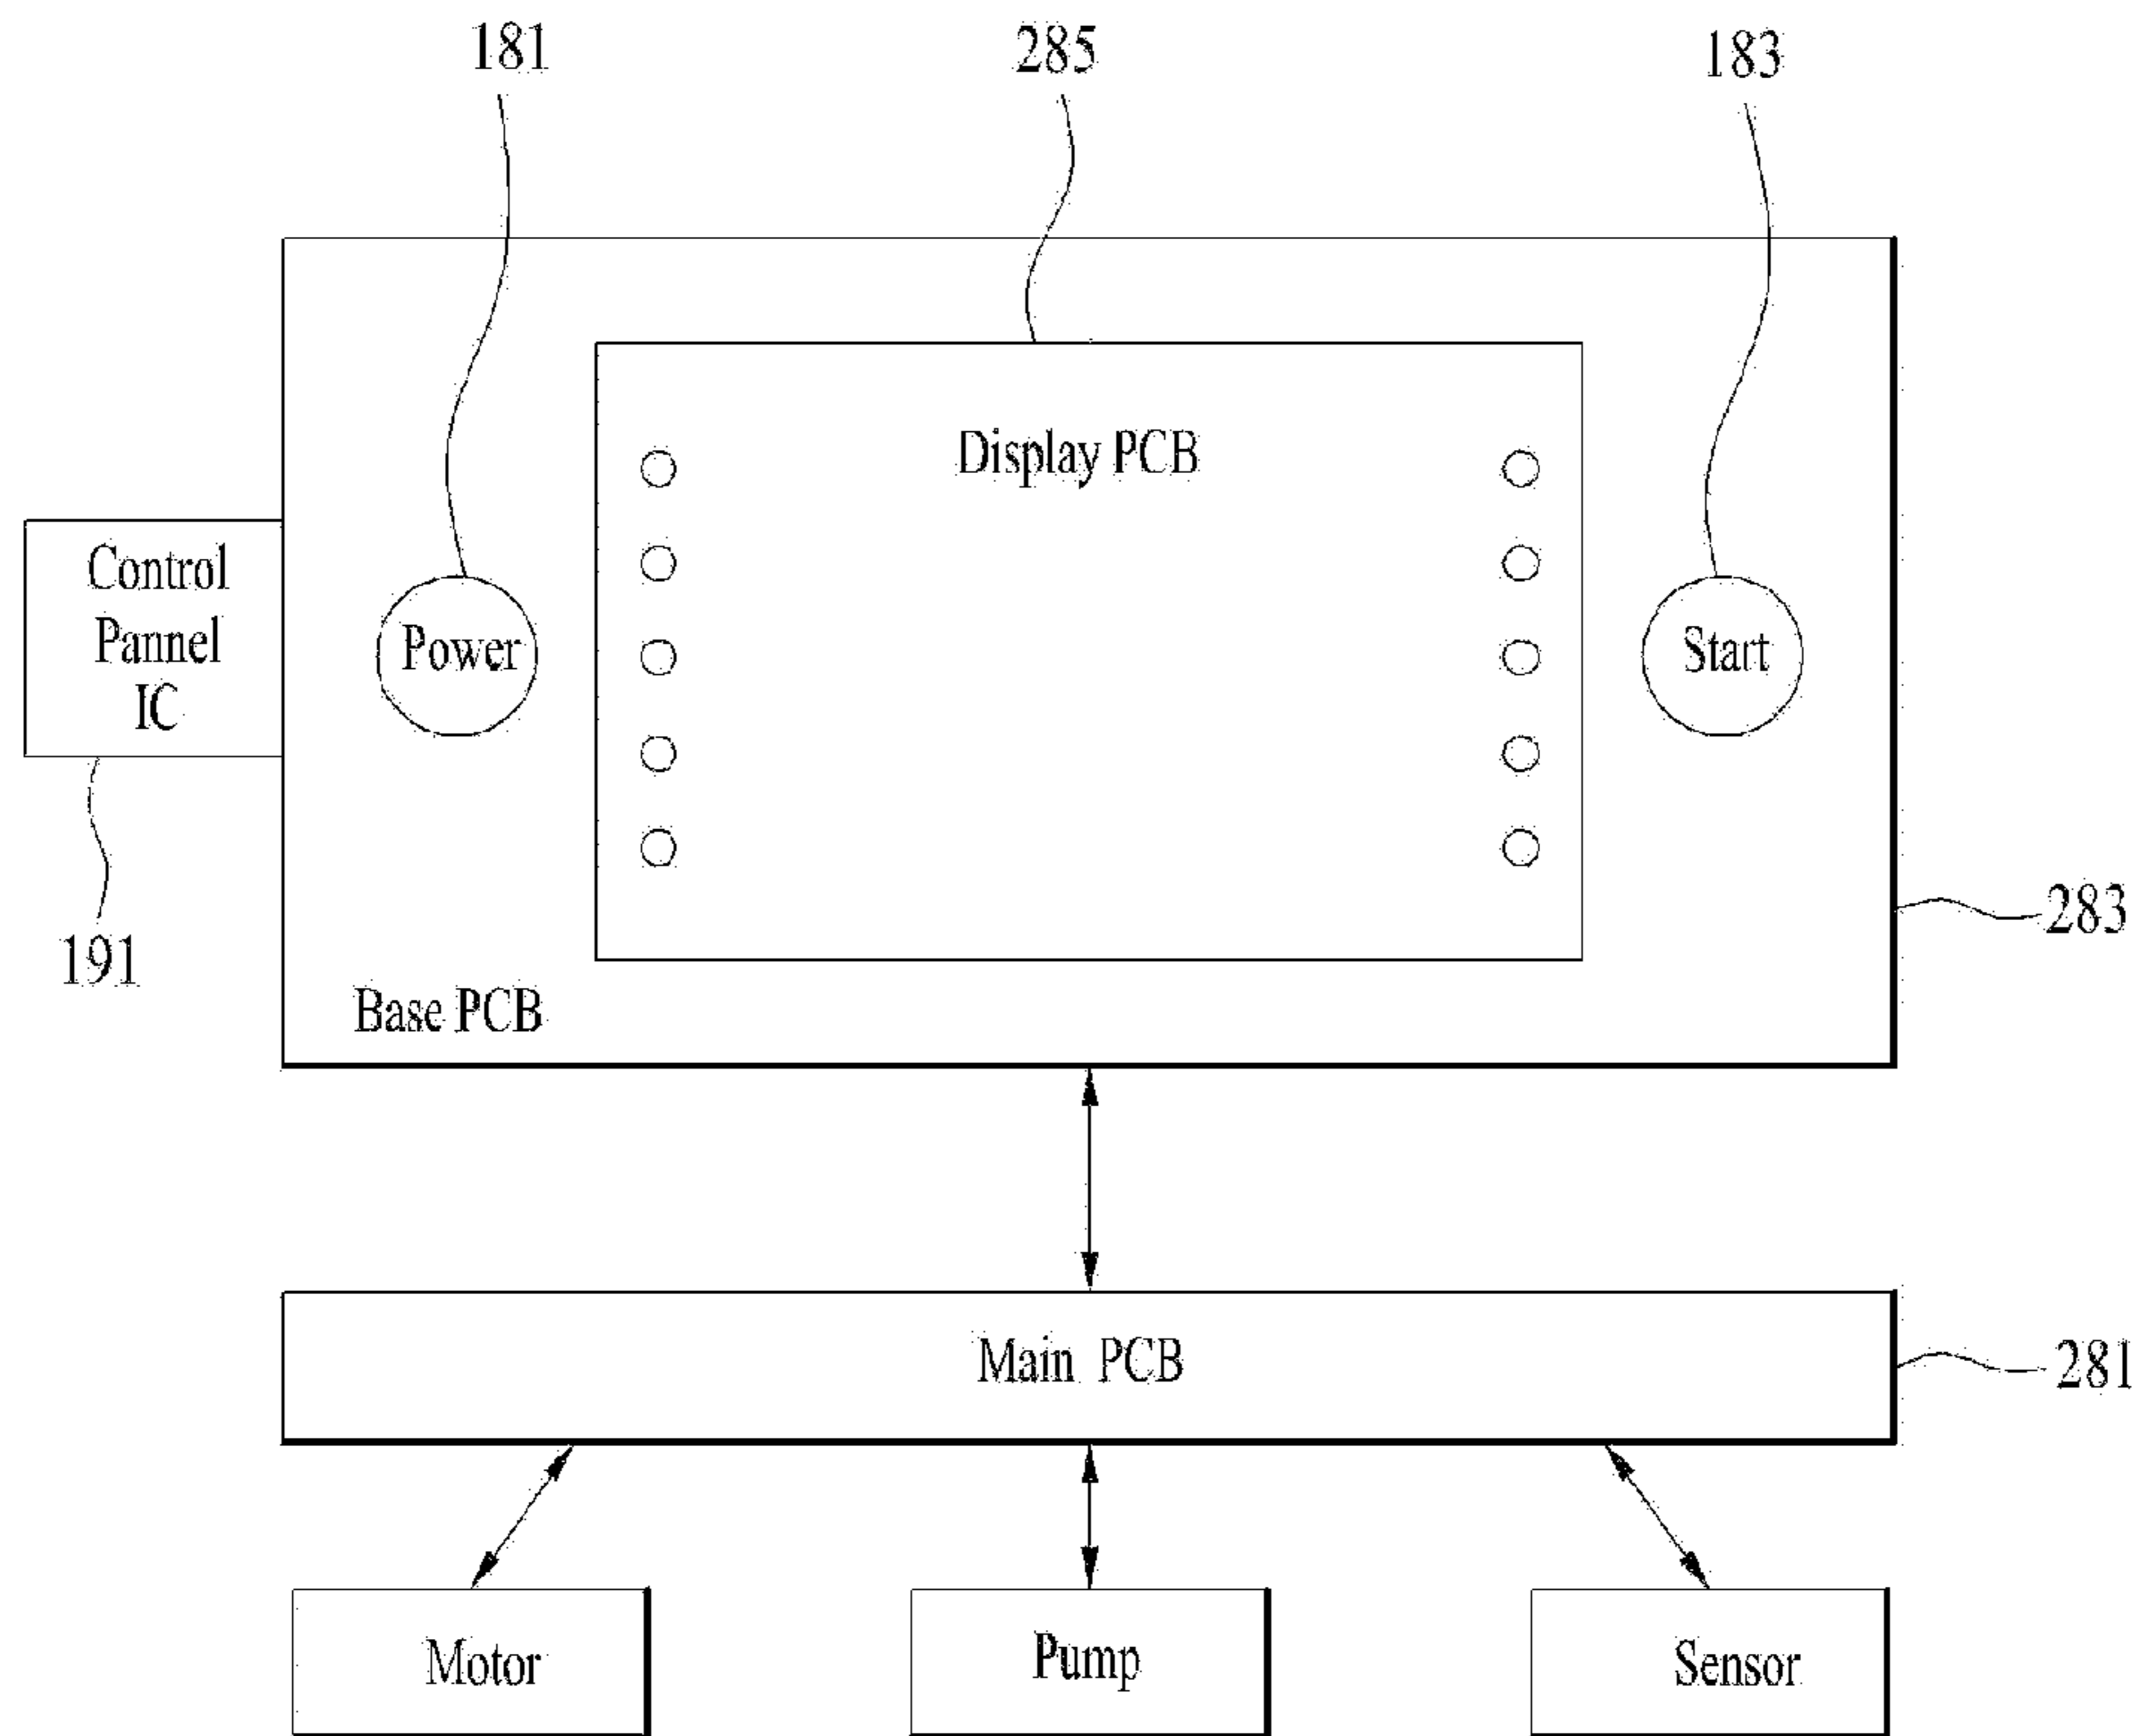 181
285
183
Display PCB
Control
Pannel
IC
Power
Start
283
191
Base PCB
Main PCB
281
Motor
Pump
Sensor